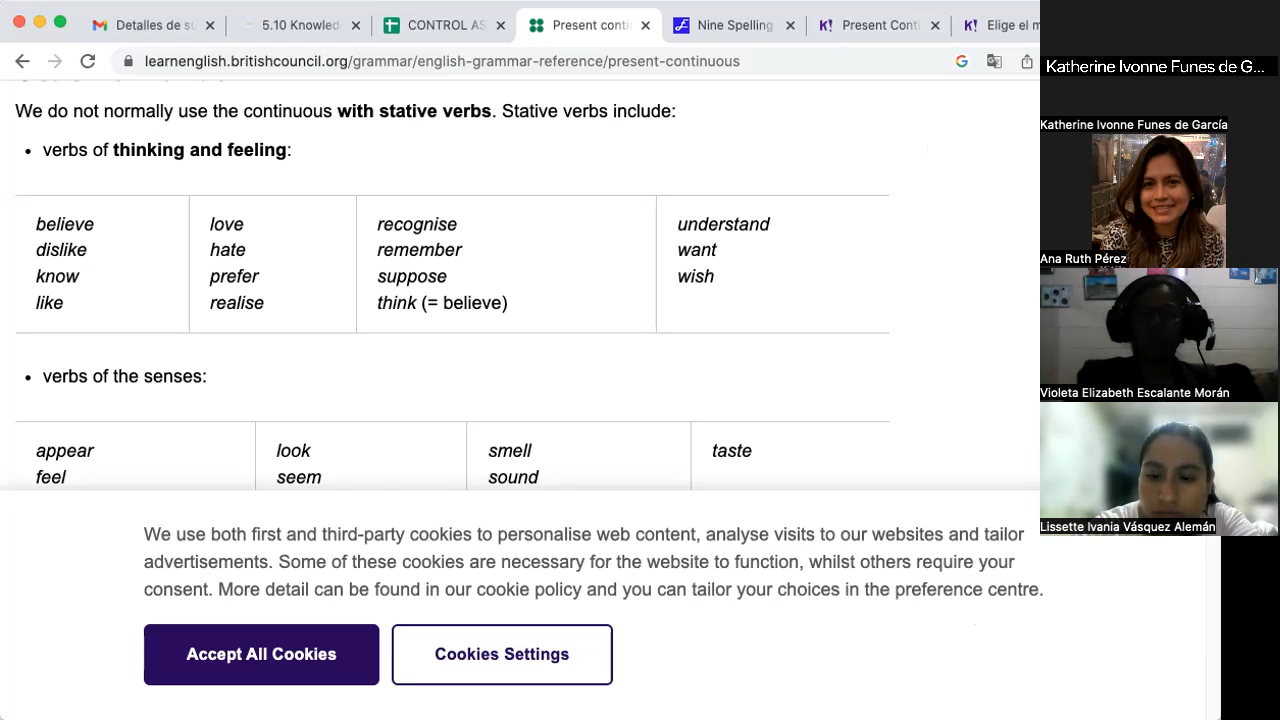 Detalles de su
5.10 Knowled
CONTROL AS
Present conti
Nine Spelling
K! Present Conti
K! Elige el m
learnenglish.britishcouncil.org/grammar/english-grammar-reference/present-continuous
We do not normally use the continuous with stative verbs. Stative verbs include:
• verbs of thinking and feeling:
believe love recognise understand
dislike hate remember want
know prefer suppose wish
like realise think (= believe)
• verbs of the senses:
appear look smell taste
feel seem sound
We use both first and third-party cookies to personalise web content, analyse visits to our websites and tailor
advertisements. Some of these cookies are necessary for the website to function, whilst others require your
consent. More detail can be found in our cookie policy and you can tailor your choices in the preference centre.
Accept All Cookies
Cookies Settings
Katherine Ivonne Funes de G...
Katherine Ivonne Funes de García
Ana Ruth Pérez
Violeta Elizabeth Escalante Morán
Lissette Ivania Vásquez Alemán